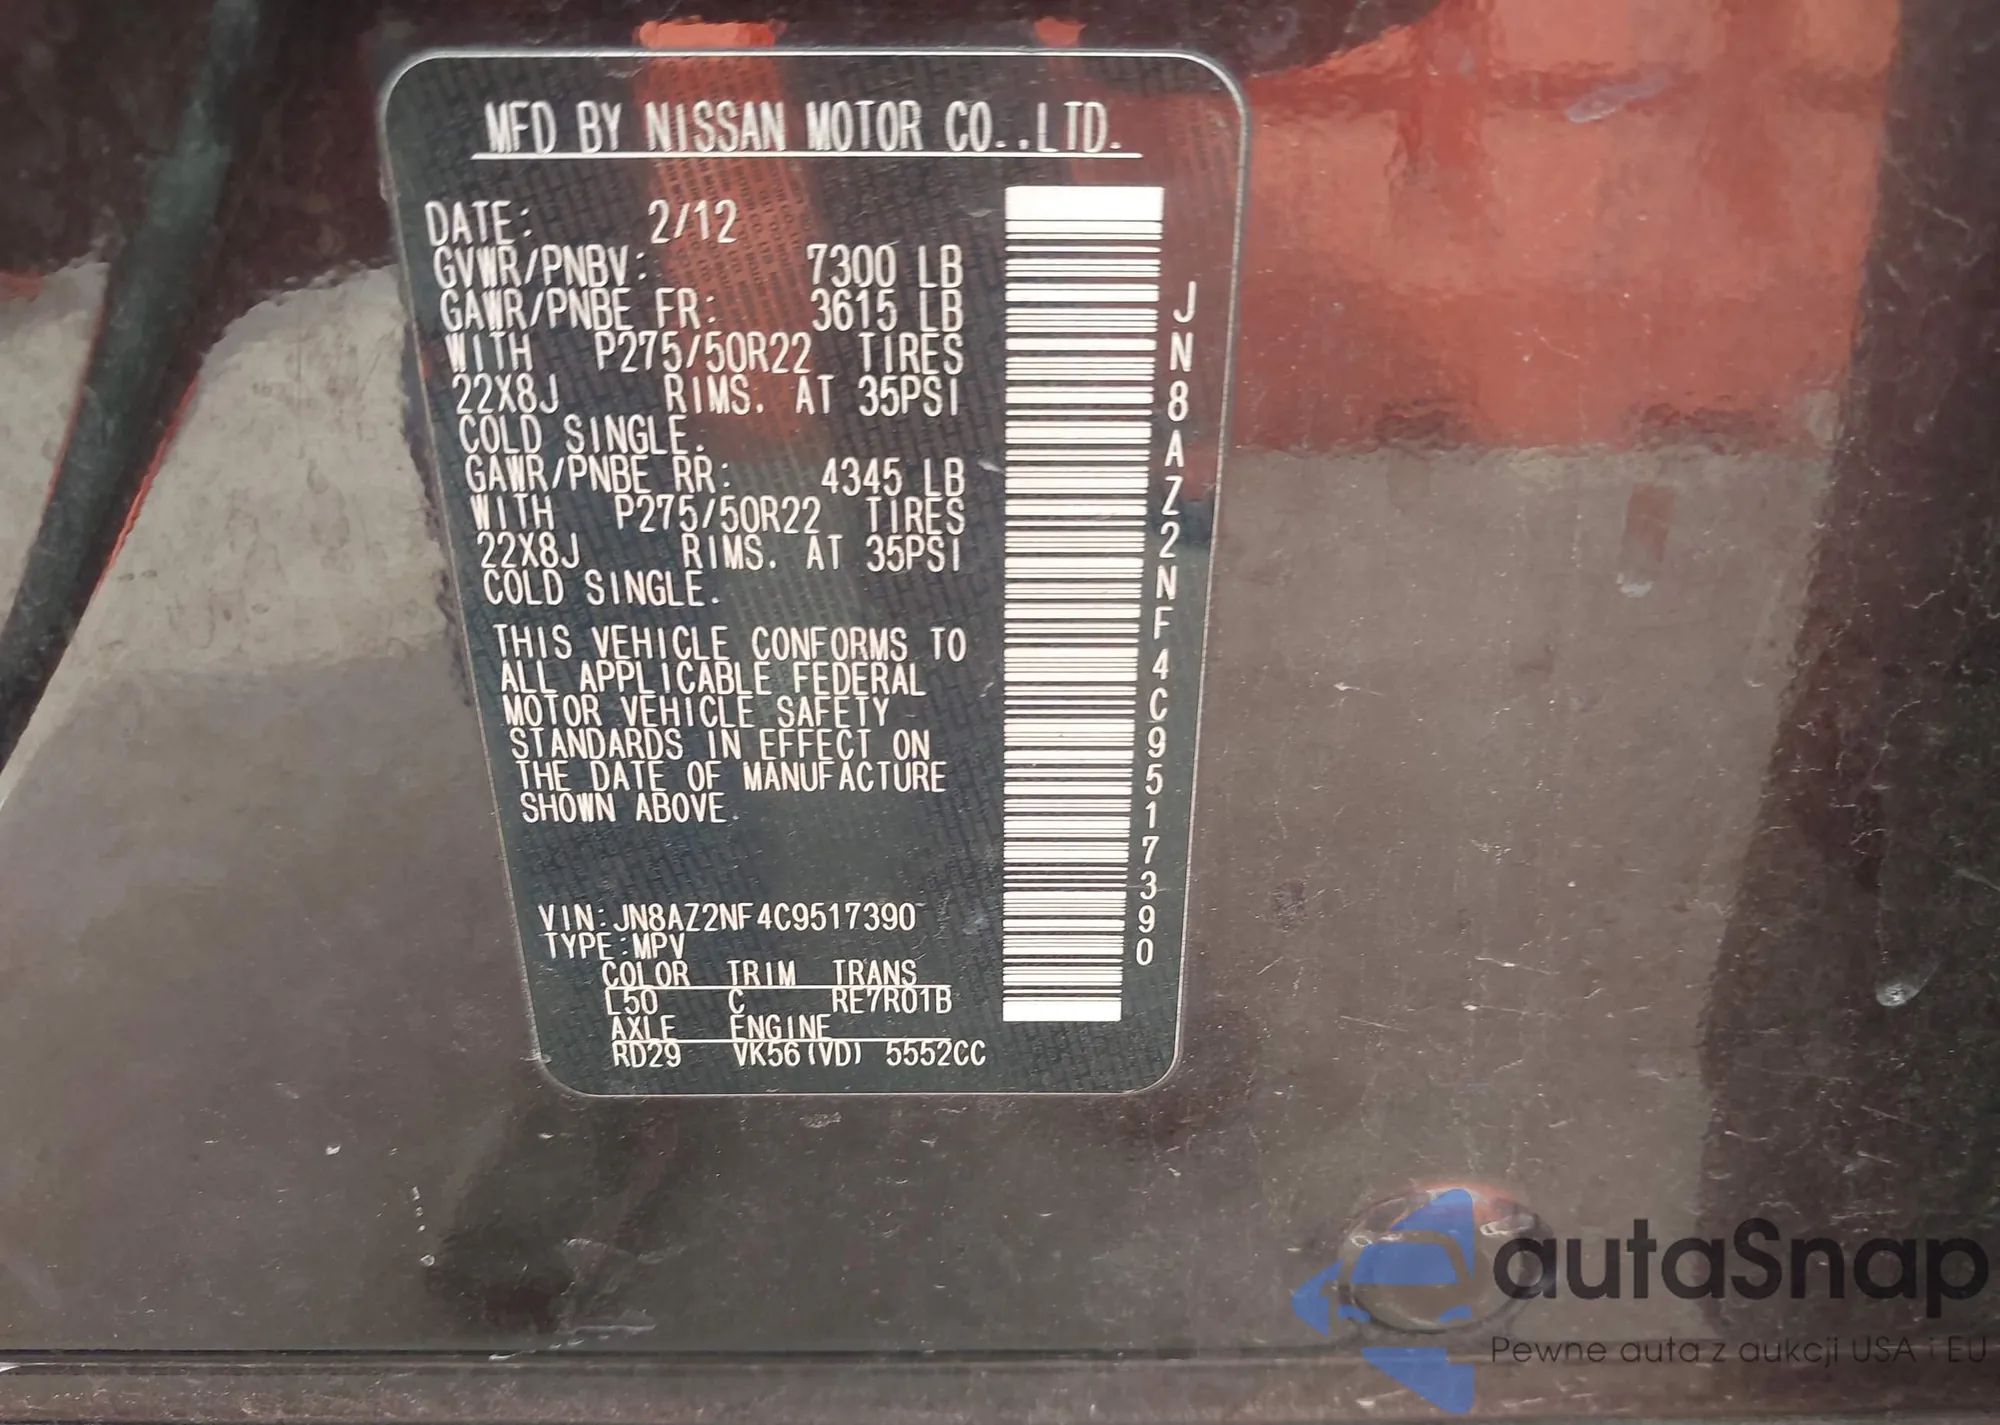 MFD BY NISSAN MOTOR CO.,LTD.
DATE: 2/12
GVWR/PNBV: 7300 LB
GAWR/PNBE FR: 3615 LB
WITH P275/50R22 TIRES
22X8J RIMS. AT 35PSI
COLD SINGLE.
GAWR/PNBE RR: 4345 LB
WITH P275/50R22 TIRES
22X8J RIMS. AT 35PSI
COLD SINGLE.
THIS VEHICLE CONFORMS TO
ALL APPLICABLE FEDERAL
MOTOR VEHICLE SAFETY
STANDARDS IN EFFECT ON
THE DATE OF MANUFACTURE
SHOWN ABOVE.
VIN:JN8AZ2NF4C9517390
TYPE:MPV
COLOR TRIM TRANS
L50 C RE7R01B
AXLE ENGINE
RD29 VK56(VD) 5552CC
JN8AZ2NF4C9517390
autaSnap
Pewne auta z aukcji USA i EU